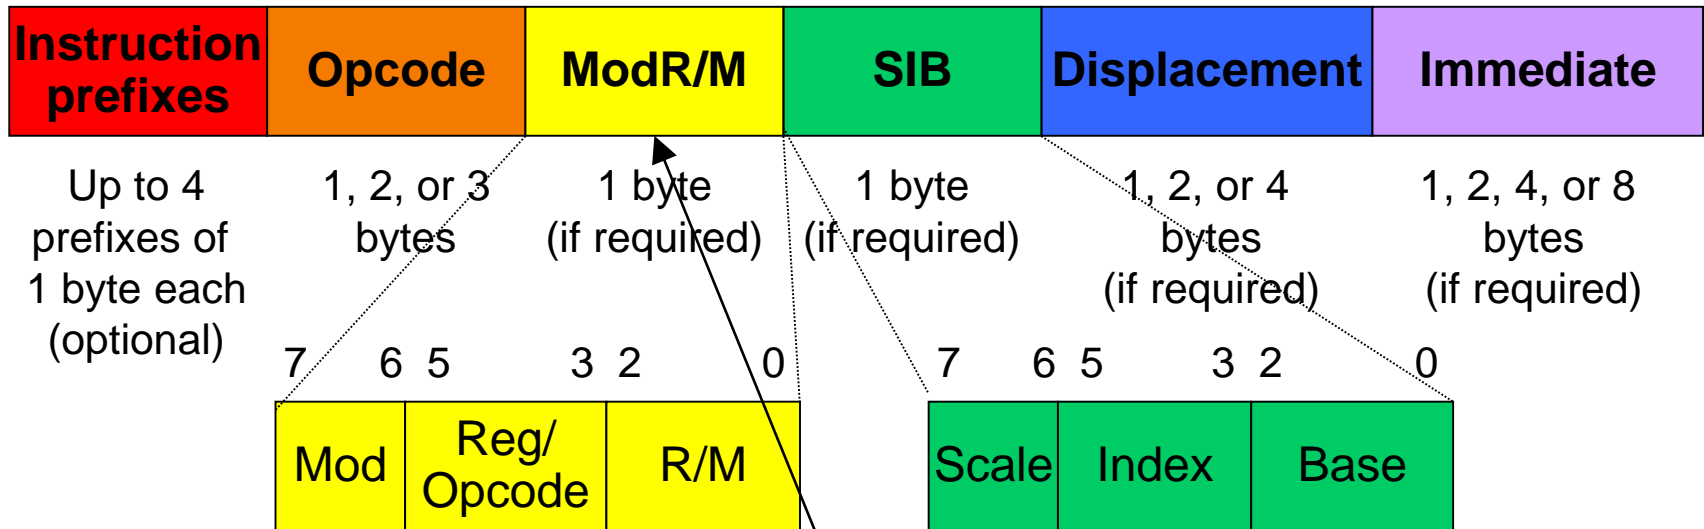 Instruction
prefixes
Opcode
ModR/M
SIB
Displacement
Immediate
Up to 4
prefixes of
1 byte each
(optional)
1, 2, or 3
bytes
1 byte
(if required)
1 byte
(if required)
1, 2, or 4
bytes
(if required)
1, 2, 4, or 8
bytes
(if required)
7 6 5 3 2 0
Mod
Reg/
Opcode
R/M
7 6 5 3 2 0
Scale
Index
Base